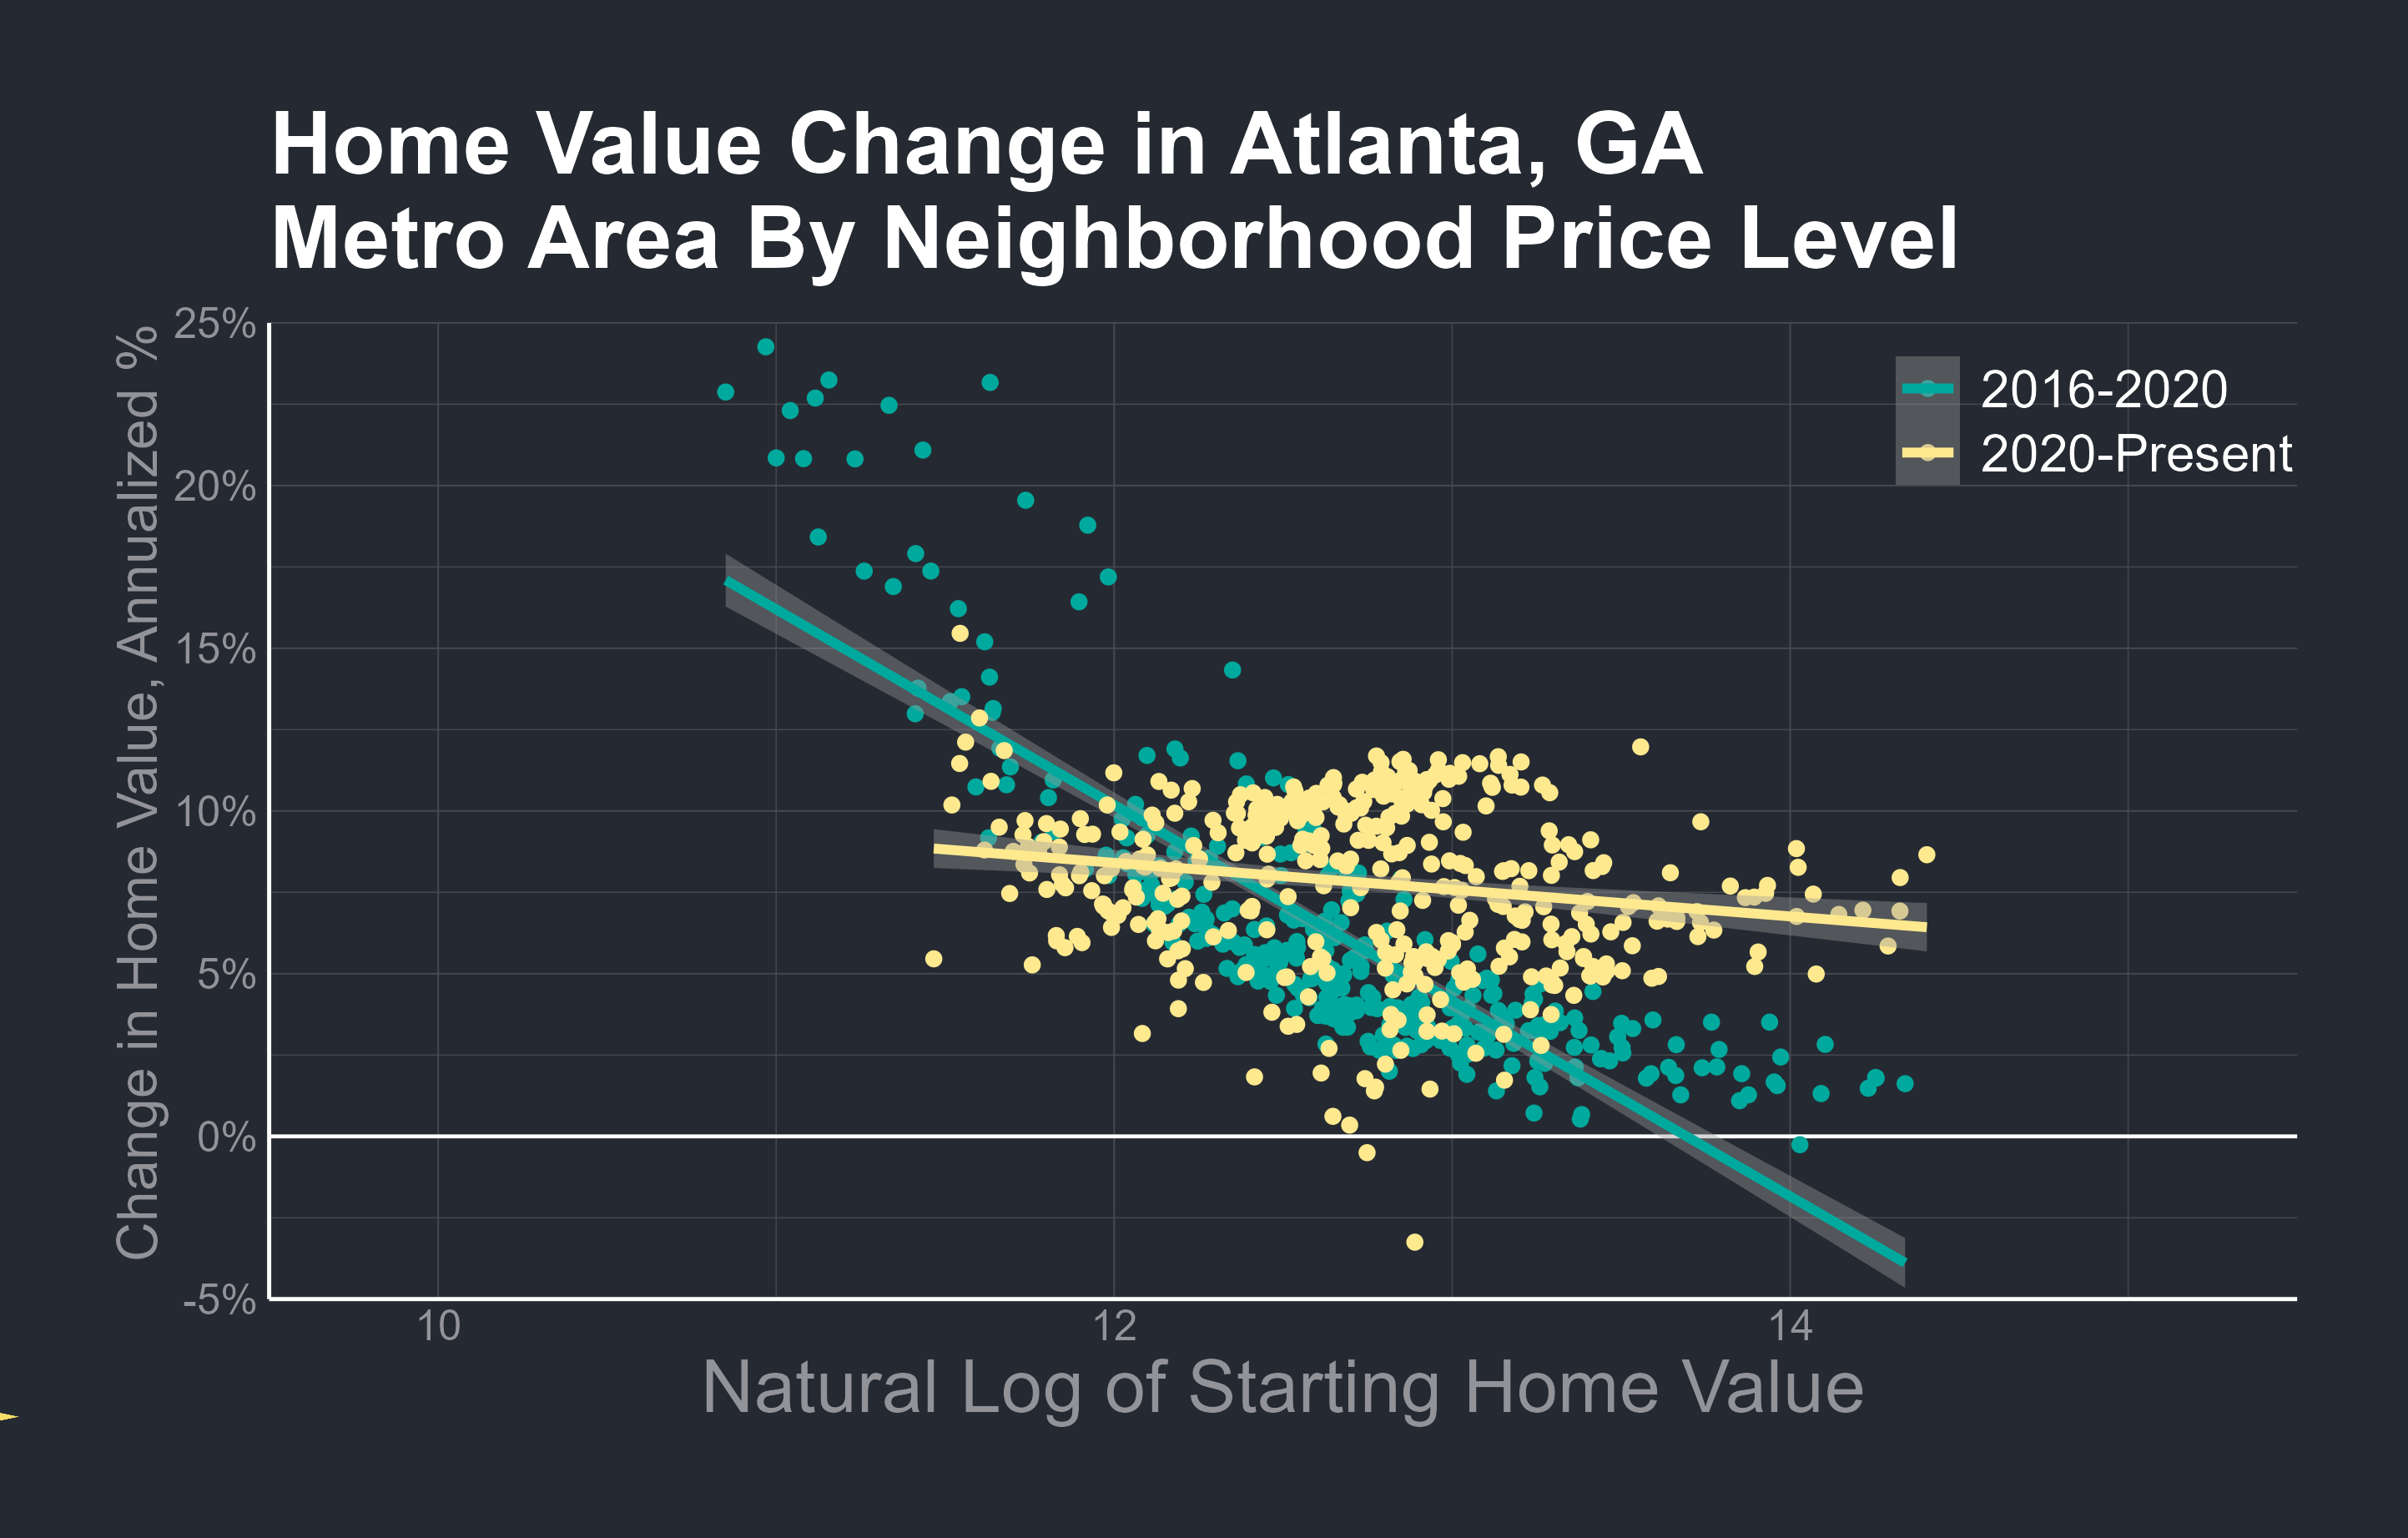 Home Value Change in Atlanta, GA
Metro Area By Neighborhood Price Level
Change in Home Value, Annualized %
25%
20%
15%
10%
5%
0%
-5%
2016-2020
2020-Present
10
12
14
Natural Log of Starting Home Value